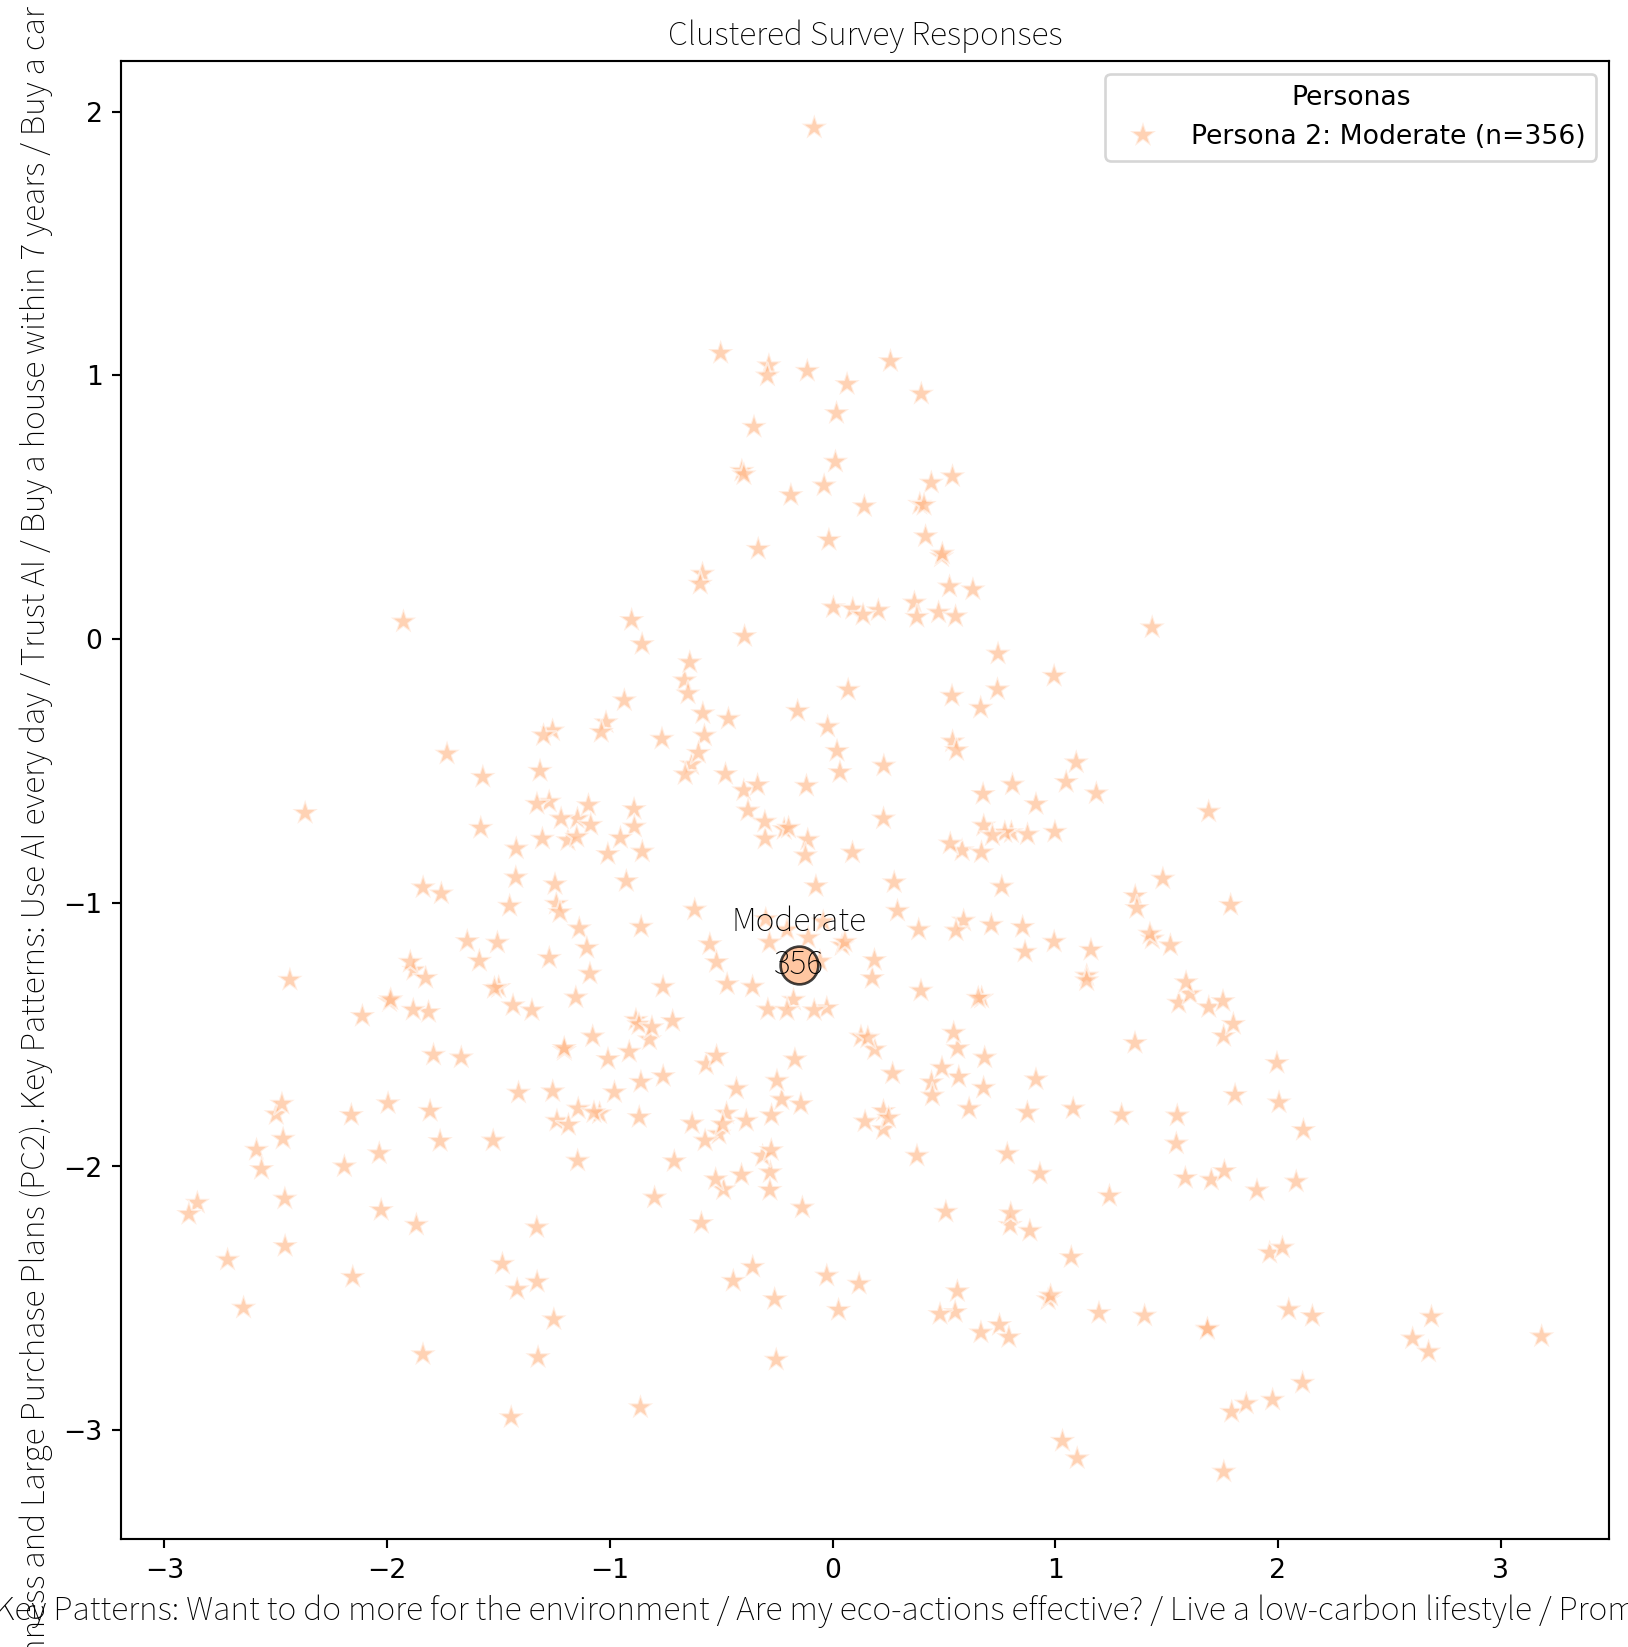 Clustered Survey Responses
Personas
Persona 2: Moderate (n=356)
2
1
0
−1
−2
−3
Moderate
356
−3
−2
−1
0
1
2
3
and Large Purchase Plans (PC2). Key Patterns: Use AI every day / Trust AI / Buy a house within 7 years / Buy a car
Patterns: Want to do more for the environment / Are my eco-actions effective? / Live a low-carbon lifestyle /